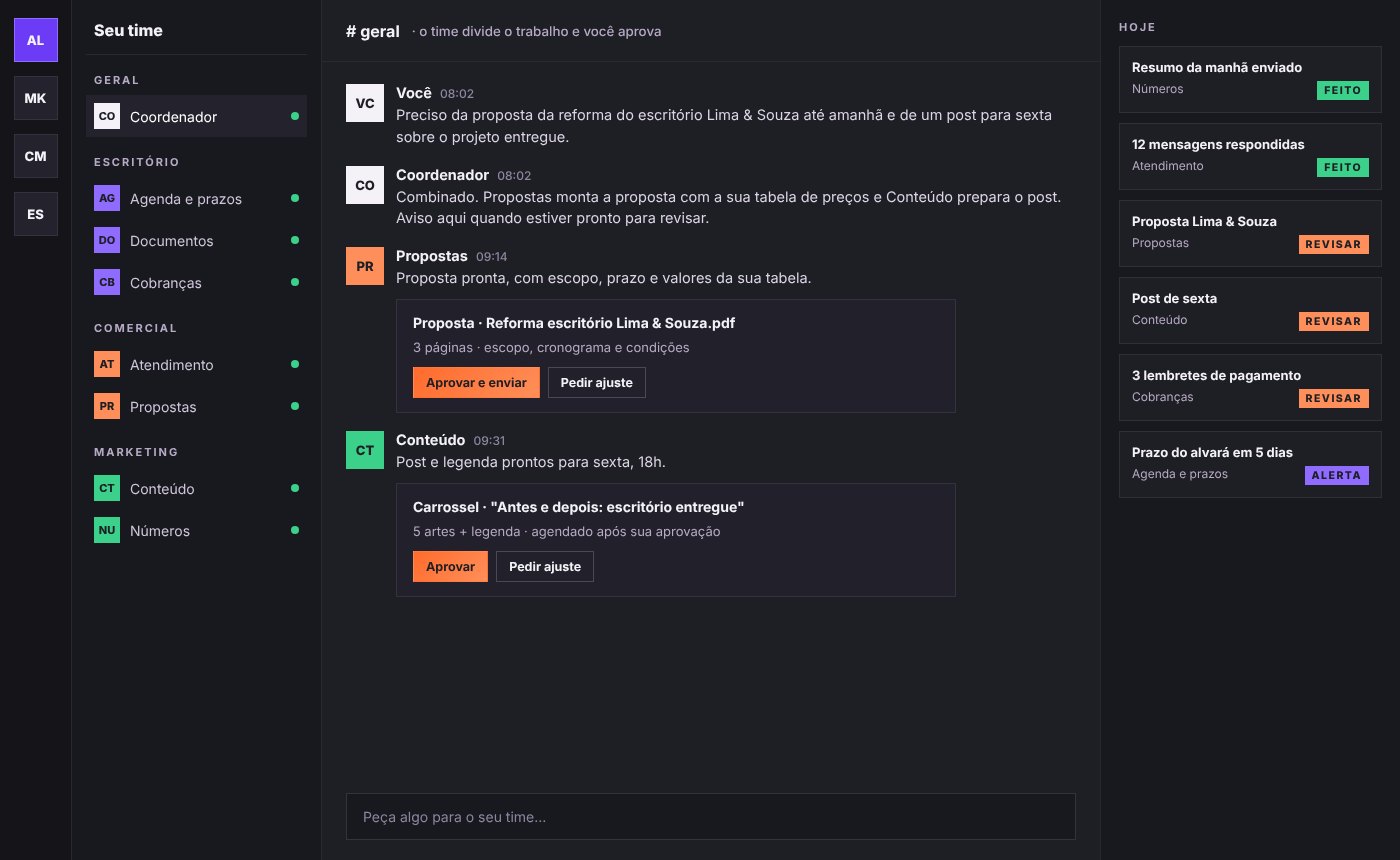 AL
MK
CM
ES
Seu time
GERAL
CO Coordenador
ESCRITÓRIO
AG Agenda e prazos
DO Documentos
CB Cobranças
COMERCIAL
AT Atendimento
PR Propostas
MARKETING
CT Conteúdo
NU Números
# geral · o time divide o trabalho e você aprova
VC
Você 08:02
Preciso da proposta da reforma do escritório Lima & Souza até amanhã e de um post para sexta
sobre o projeto entregue.
CO
Coordenador 08:02
Combinado. Propostas monta a proposta com a sua tabela de preços e Conteúdo prepara o post.
Aviso aqui quando estiver pronto para revisar.
PR
Propostas 09:14
Proposta pronta, com escopo, prazo e valores da sua tabela.
Proposta · Reforma escritório Lima & Souza.pdf
3 páginas · escopo, cronograma e condições
Aprovar e enviar Pedir ajuste
CT
Conteúdo 09:31
Post e legenda prontos para sexta, 18h.
Carrossel · "Antes e depois: escritório entregue"
5 artes + legenda · agendado após sua aprovação
Aprovar Pedir ajuste
Peça algo para o seu time...
HOJE
Resumo da manhã enviado
Números FEITO
12 mensagens respondidas
Atendimento FEITO
Proposta Lima & Souza
Propostas REVISAR
Post de sexta
Conteúdo REVISAR
3 lembretes de pagamento
Cobranças REVISAR
Prazo do alvará em 5 dias
Agenda e prazos ALERTA